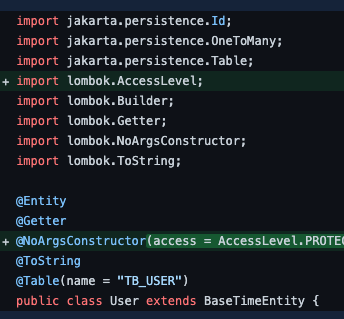 import jakarta.persistence.Id;
import jakarta.persistence.OneToMany;
import jakarta.persistence.Table;
+ import lombok.AccessLevel;
import lombok.Builder;
import lombok.Getter;
import lombok.NoArgsConstructor;
import lombok.ToString;
@Entity
@Getter
+ @NoArgsConstructor(access = AccessLevel.PROTE
@ToString
@Table(name = "TB_USER")
public class User extends BaseTimeEntity {